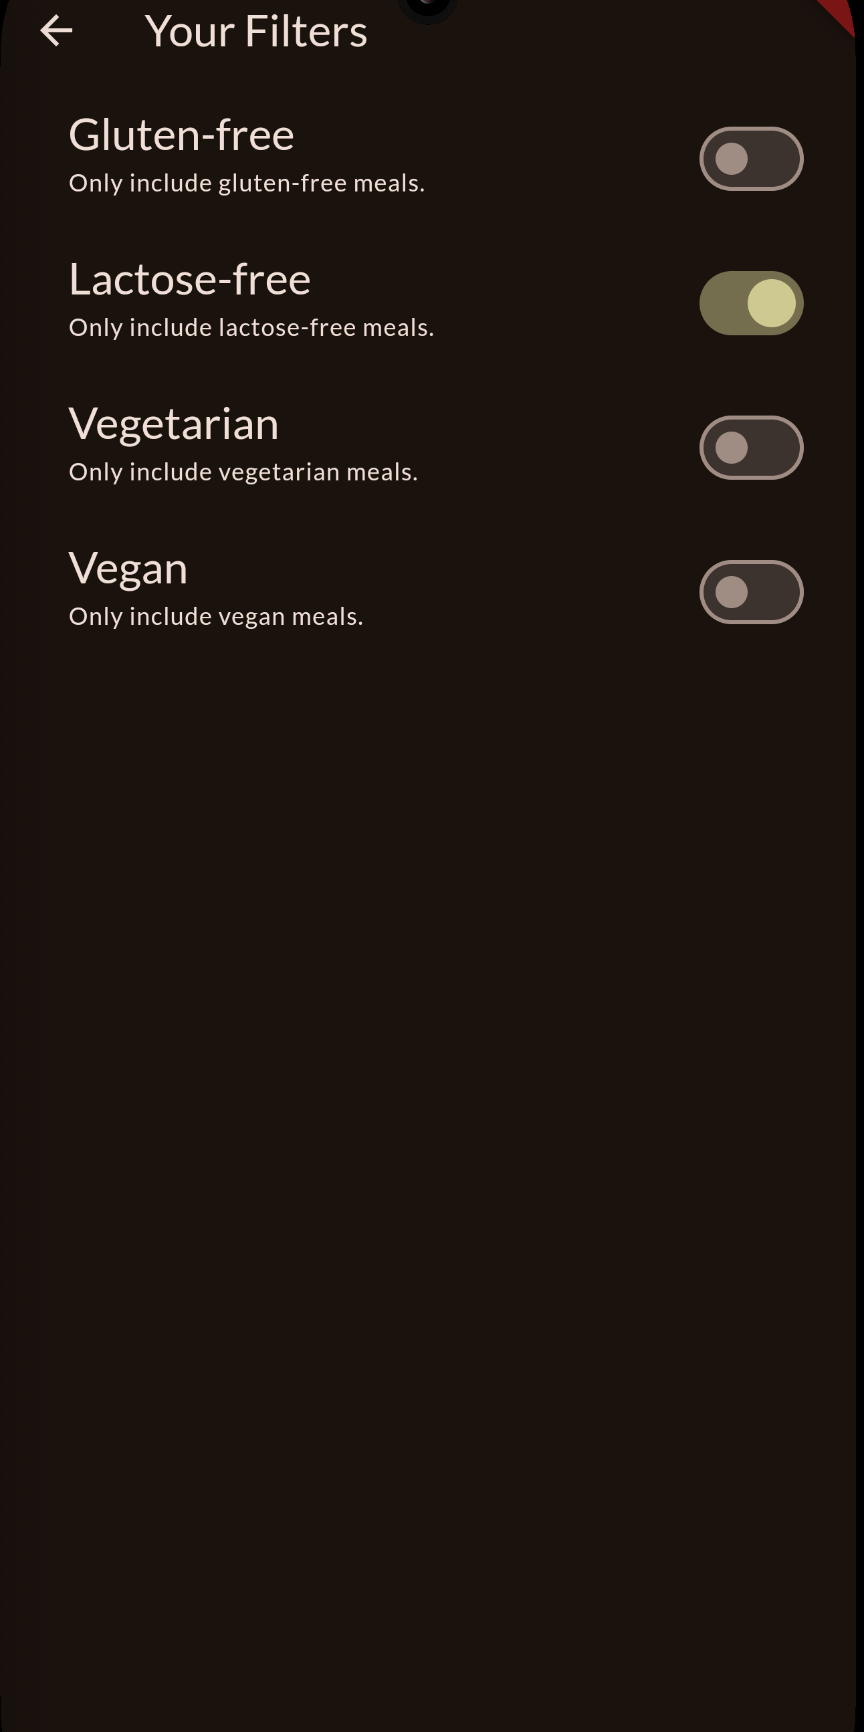 Your Filters
Gluten-free
Only include gluten-free meals.
Lactose-free
Only include lactose-free meals.
Vegetarian
Only include vegetarian meals.
Vegan
Only include vegan meals.